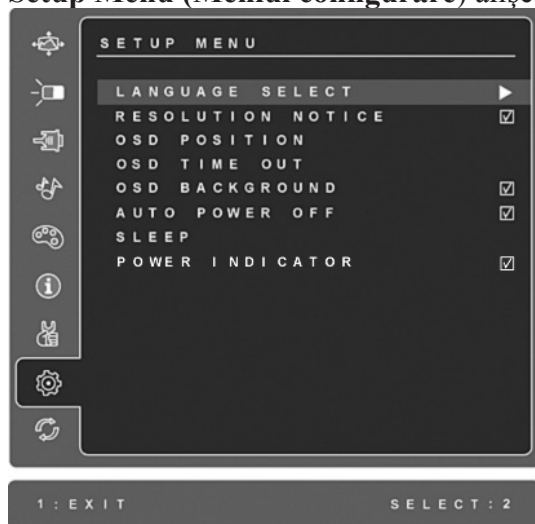 Setup Menu (Meniul configurare) afișe
SETUP MENU
LANGUAGE SELECT
RESOLUTION NOTICE
OSD POSITION
OSD TIME OUT
OSD BACKGROUND
AUTO POWER OFF
SLEEP
POWER INDICATOR
1:EXIT SELECT:2